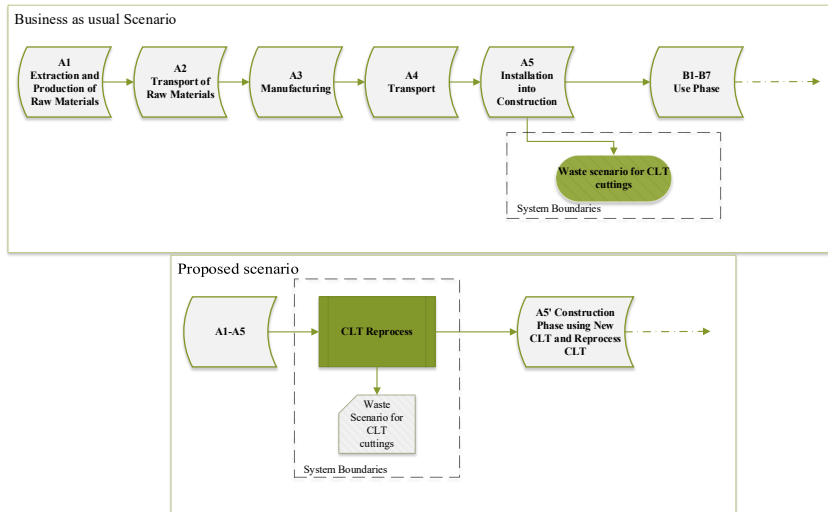 Business as usual Scenario
A1
Extraction and
Production of
Raw Materials
A2
Transport of
Raw Materials
A3
Manufacturing
A4
Transport
A5
Installation
into
Construction
B1-B7
Use Phase
Waste scenario for CLT
cuttings
System Boundaries
Proposed scenario
A1-A5
CLT Reprocess
A5' Construction
Phase using New
CLT and Reprocess
CLT
Waste
Scenario for
CLT
cuttings
System Boundaries